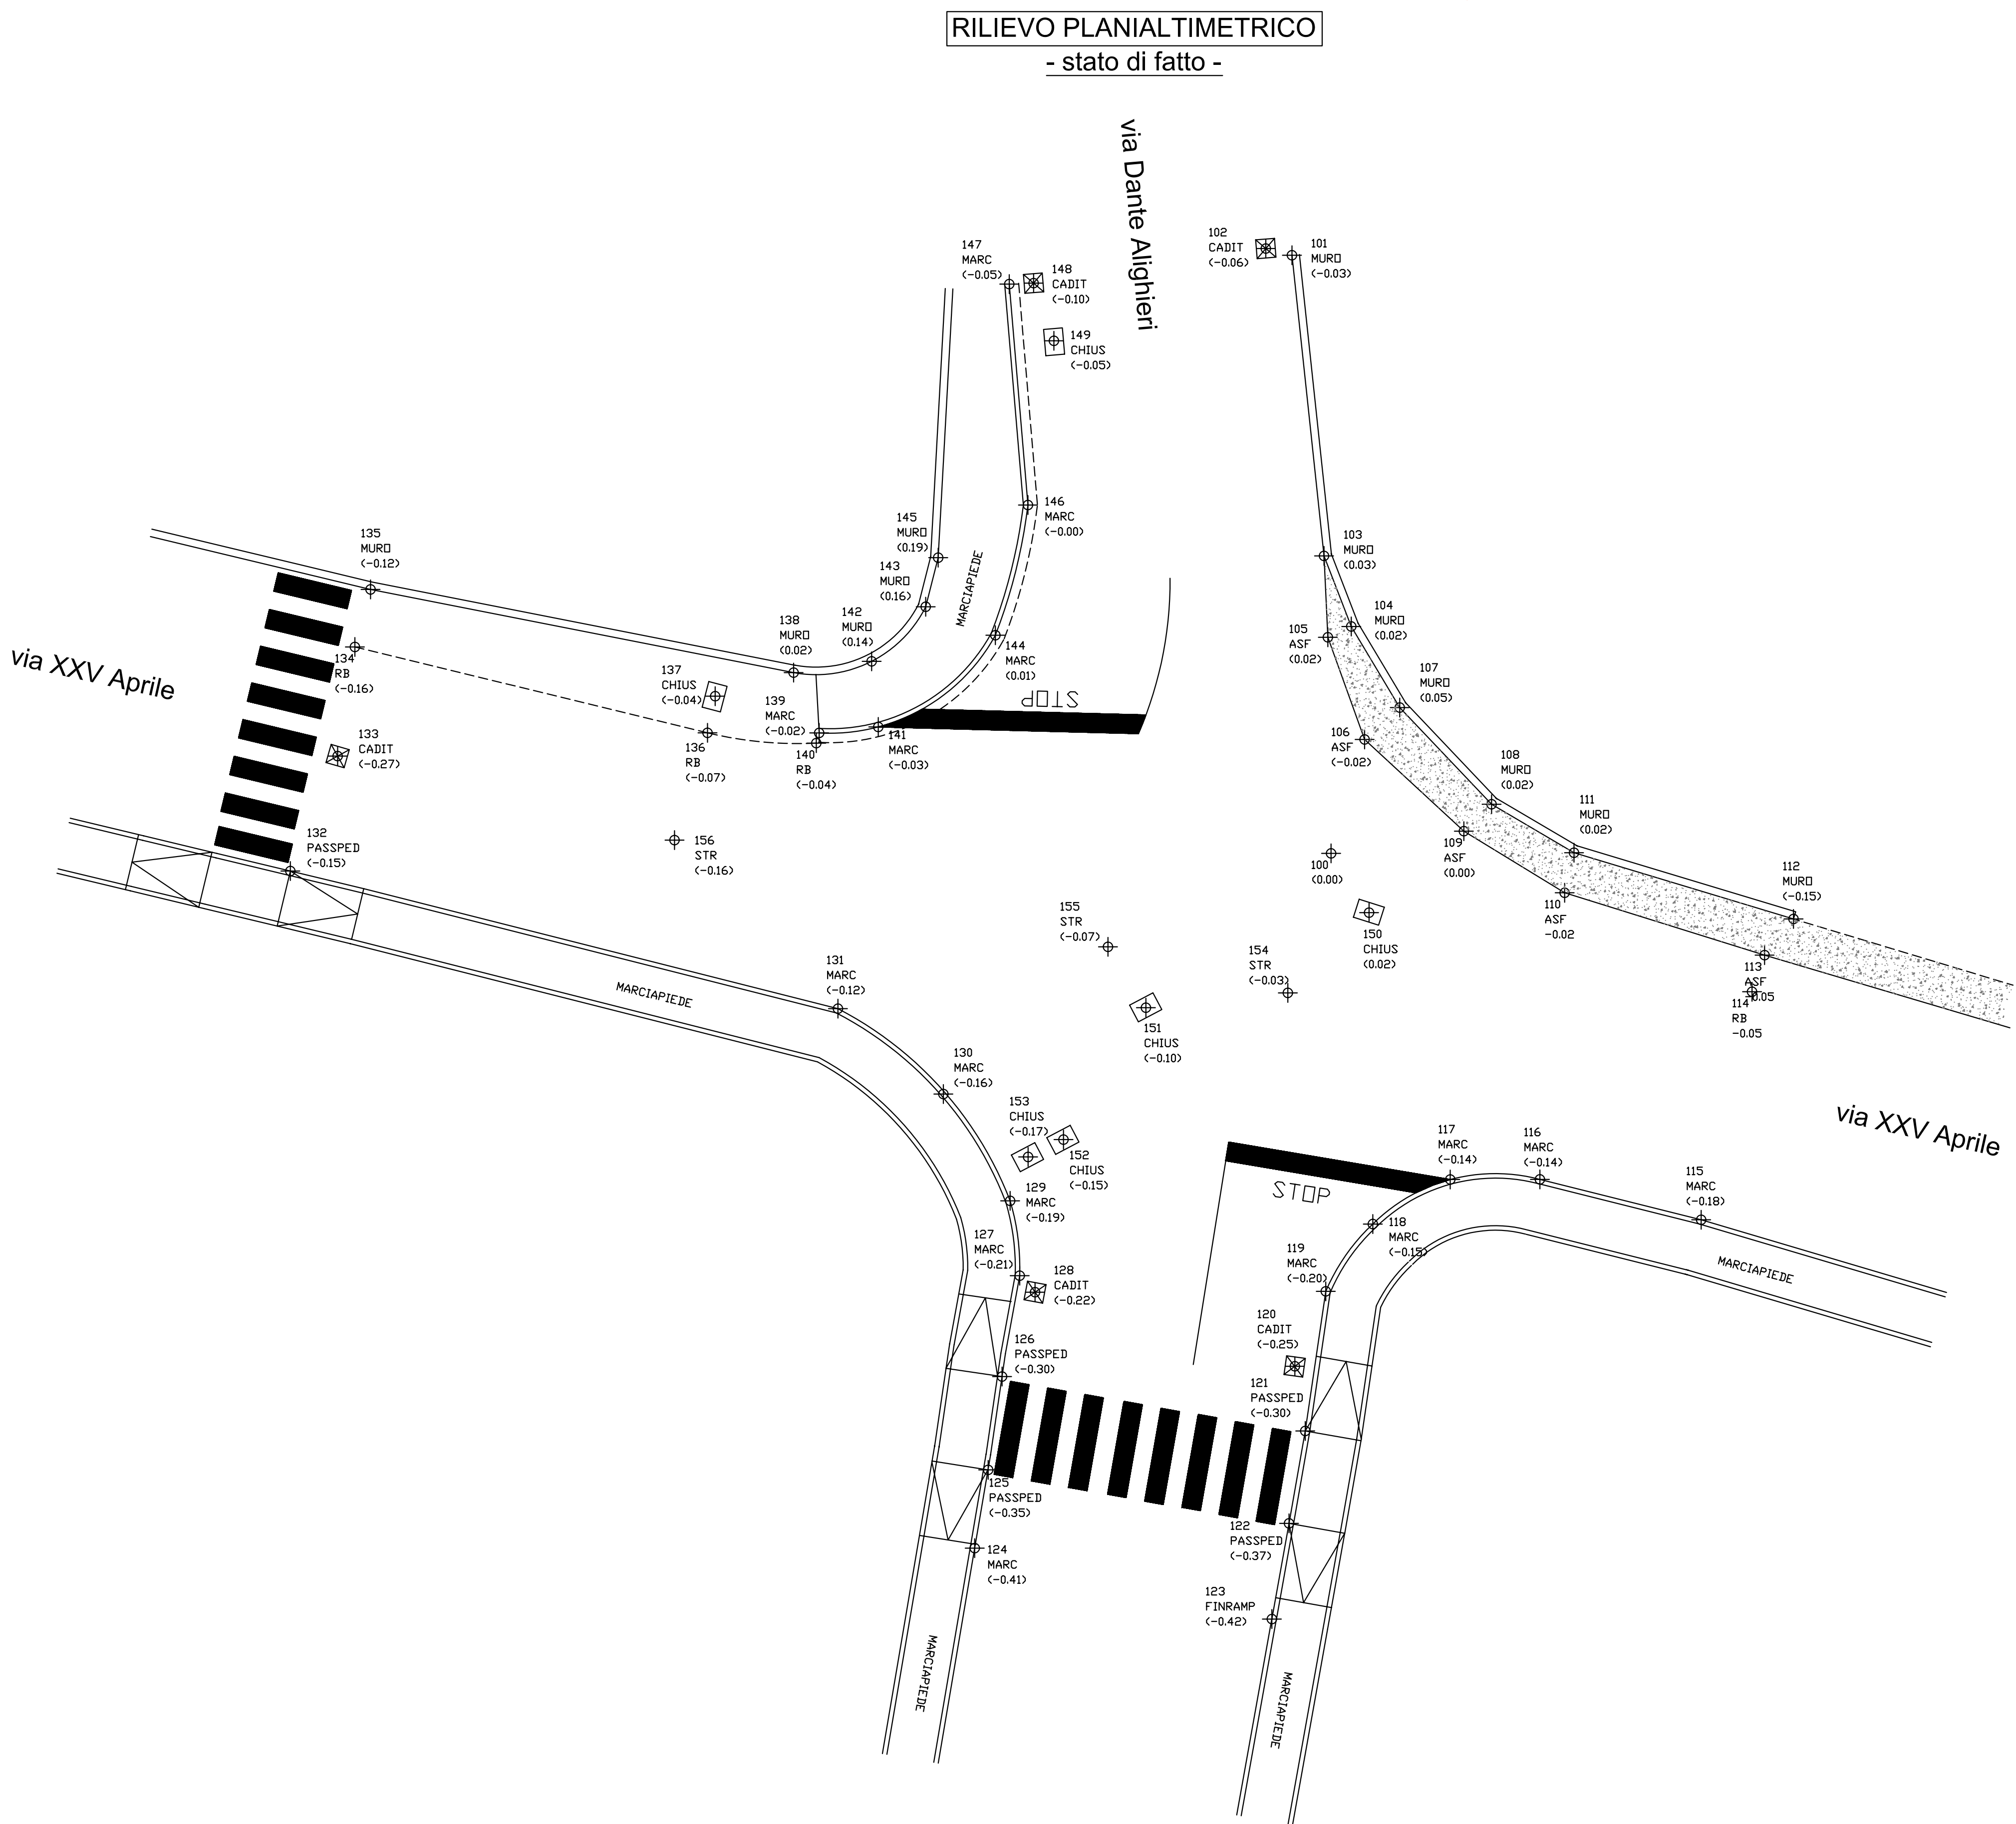 RILIEVO PLANIALTIMETRICO
- stato di fatto -
via Dante Alighieri
102
CADIT
(-0.06)
101
MURO
(-0.03)
147
MARC
(-0.05)
148
CADIT
(-0.10)
149
CHIUS
(-0.05)
146
MARC
(-0.00)
145
MURO
(0.19)
143
MURO
(0.16)
MARCIAPIEDE
135
MURO
(-0.12)
103
MURO
(0.03)
104
MURO
(0.02)
105
ASF
(0.02)
138
MURO
(0.02)
142
MURO
(0.14)
144
MARC
(0.01)
via XXV Aprile
134
RB
(-0.16)
137
CHIUS
(-0.04)
139
MARC
(-0.02)
STOP
107
MURO
(0.05)
133
CADIT
(-0.27)
136
RB
(-0.07)
140
RB
(-0.04)
141
MARC
(-0.03)
106
ASF
(-0.02)
108
MURO
(0.02)
111
MURO
(0.02)
132
PASSPED
(-0.15)
156
STR
(-0.16)
100
(0.00)
109
ASF
(0.00)
112
MURO
(-0.15)
155
STR
(-0.07)
110
ASF
-0.02
150
CHIUS
(0.02)
154
STR
(-0.03)
131
MARC
(-0.12)
MARCIAPIEDE
113
ASF
-0.05
114
RB
-0.05
151
CHIUS
(-0.10)
130
MARC
(-0.16)
153
CHIUS
(-0.17)
152
CHIUS
(-0.15)
via XXV Aprile
117
MARC
(-0.14)
116
MARC
(-0.14)
115
MARC
(-0.18)
STOP
129
MARC
(-0.19)
118
MARC
(-0.15)
127
MARC
(-0.21)
119
MARC
(-0.20)
128
CADIT
(-0.22)
MARCIAPIEDE
120
CADIT
(-0.25)
126
PASSPED
(-0.30)
121
PASSPED
(-0.30)
125
PASSPED
(-0.35)
122
PASSPED
(-0.37)
124
MARC
(-0.41)
123
FINRAMP
(-0.42)
MARCIAPIEDE
MARCIAPIEDE